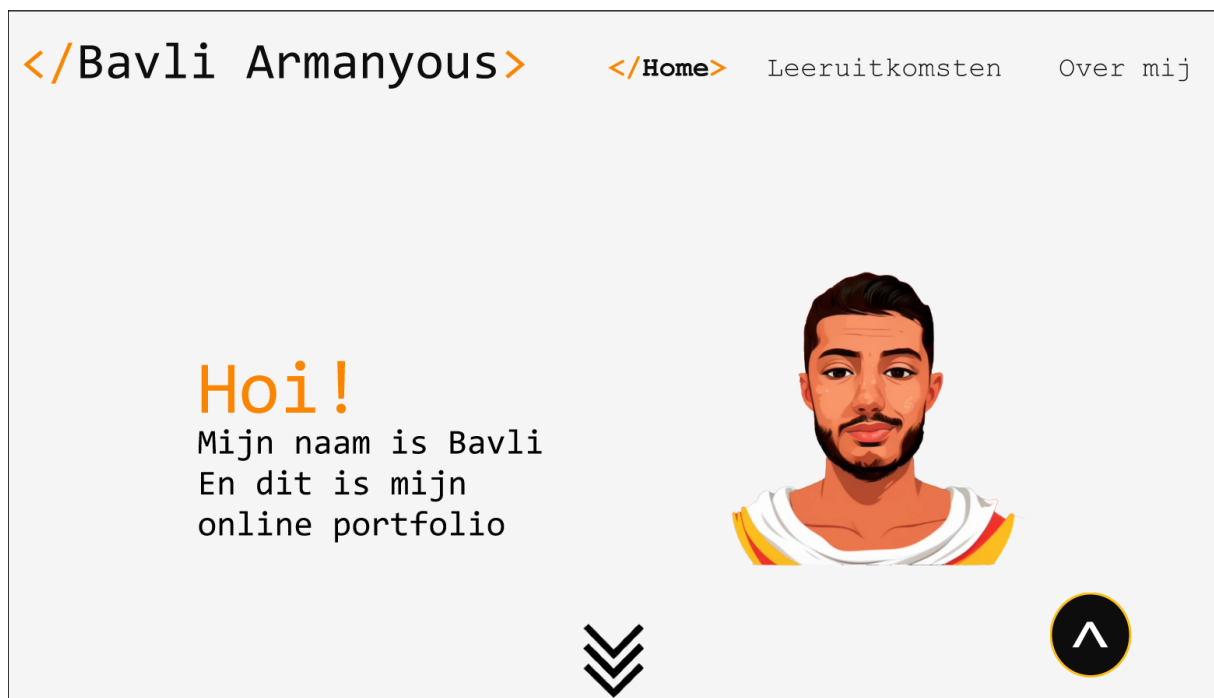 </Bavli Armanyous>
</Home> Leeruitkomsten Over mij
Hoi!
Mijn naam is Bavli
En dit is mijn
online portfolio